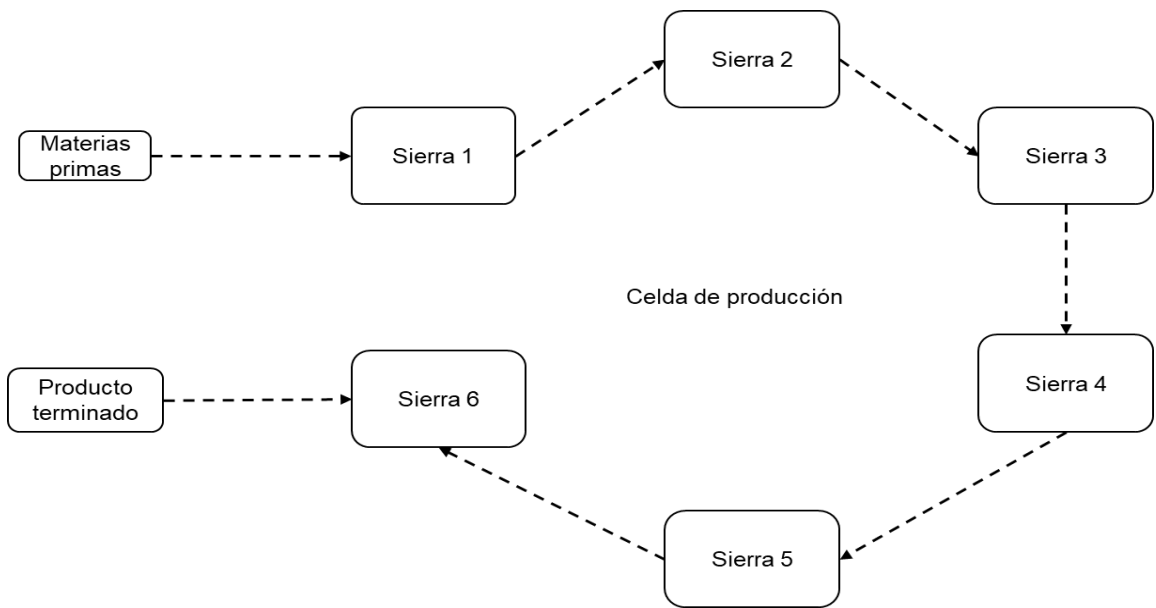 Sierra 2
Materias
primas
Sierra 1
Sierra 3
Celda de producción
Producto
terminado
Sierra 6
Sierra 4
Sierra 5